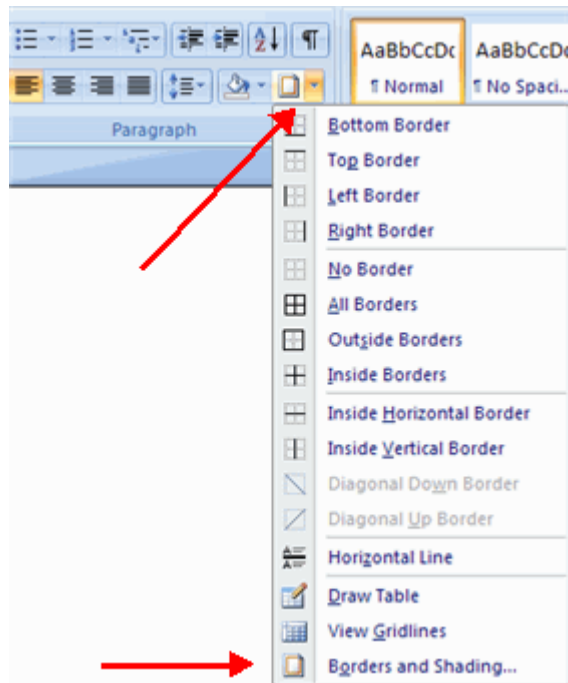 AaBbCcDc AaBbCcD
¶ Normal ¶ No Spaci...
Paragraph
Bottom Border
Top Border
Left Border
Right Border
No Border
All Borders
Outside Borders
Inside Borders
Inside Horizontal Border
Inside Vertical Border
Diagonal Down Border
Diagonal Up Border
Horizontal Line
Draw Table
View Gridlines
Borders and Shading...